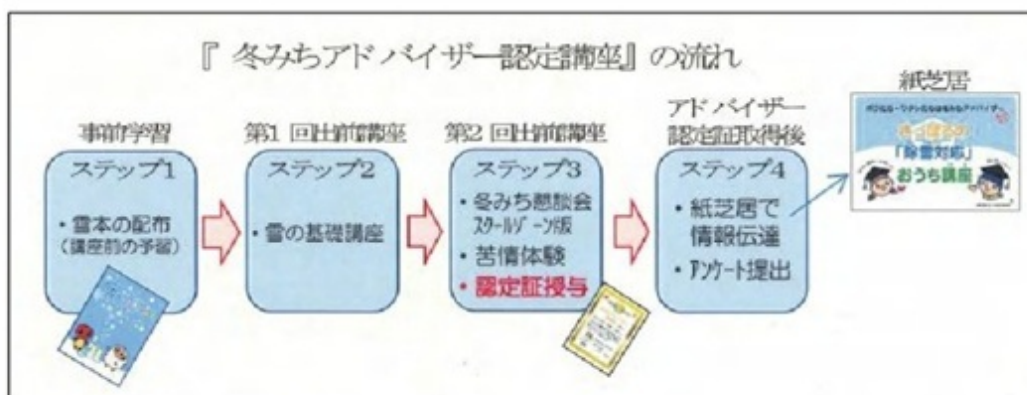 『冬みちアドバイザー認定講座』の流れ
事前学習
ステップ1
・雪本の配布
(講座前の予習)
第1回出前講座
ステップ2
・雪の基礎講座
第2回出前講座
ステップ3
・冬みち懇談会
スクールゾーン版
・苦情体験
・認定証授与
アドバイザー
認定証取得後
ステップ4
・紙芝居で
情報伝達
・アンケート提出
紙芝居
さっぽろの
「除雪対応」
おうち講座